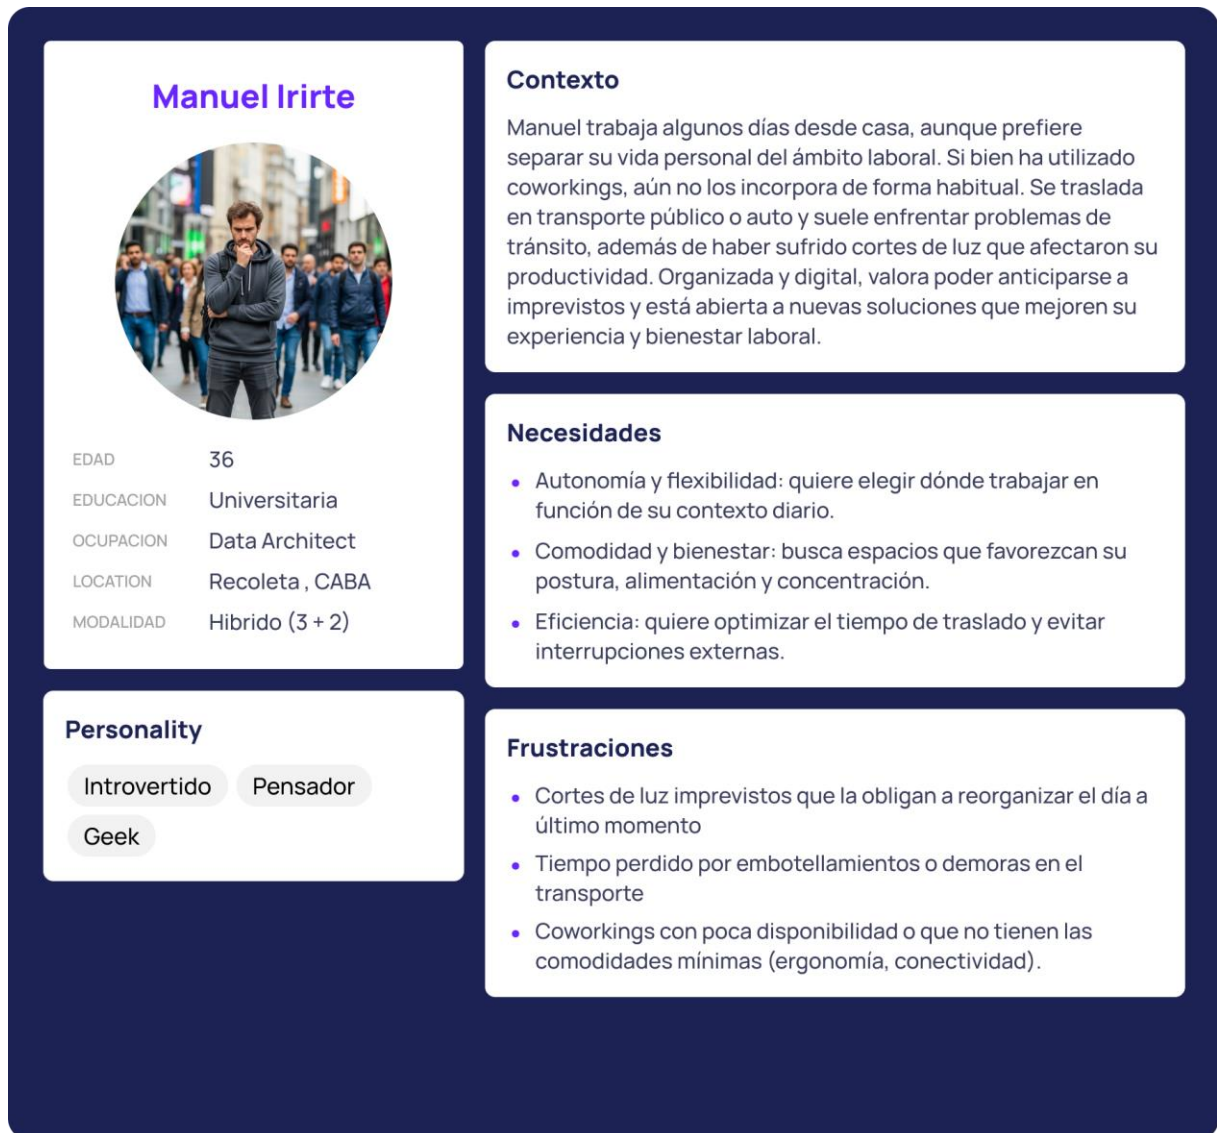 Manuel Irirte
EDAD 36
EDUCACION Universitaria
OCUPACION Data Architect
LOCATION Recoleta , CABA
MODALIDAD Hibrido (3 + 2)
Personality
Introvertido Pensador
Geek
Contexto
Manuel trabaja algunos días desde casa, aunque prefiere
separar su vida personal del ámbito laboral. Si bien ha utilizado
coworkings, aún no los incorpora de forma habitual. Se traslada
en transporte público o auto y suele enfrentar problemas de
tránsito, además de haber sufrido cortes de luz que afectaron su
productividad. Organizada y digital, valora poder anticiparse a
imprevistos y está abierta a nuevas soluciones que mejoren su
experiencia y bienestar laboral.
Necesidades
• Autonomía y flexibilidad: quiere elegir dónde trabajar en
función de su contexto diario.
• Comodidad y bienestar: busca espacios que favorezcan su
postura, alimentación y concentración.
• Eficiencia: quiere optimizar el tiempo de traslado y evitar
interrupciones externas.
Frustraciones
• Cortes de luz imprevistos que la obligan a reorganizar el día a
último momento
• Tiempo perdido por embotellamientos o demoras en el
transporte
• Coworkings con poca disponibilidad o que no tienen las
comodidades mínimas (ergonomía, conectividad).